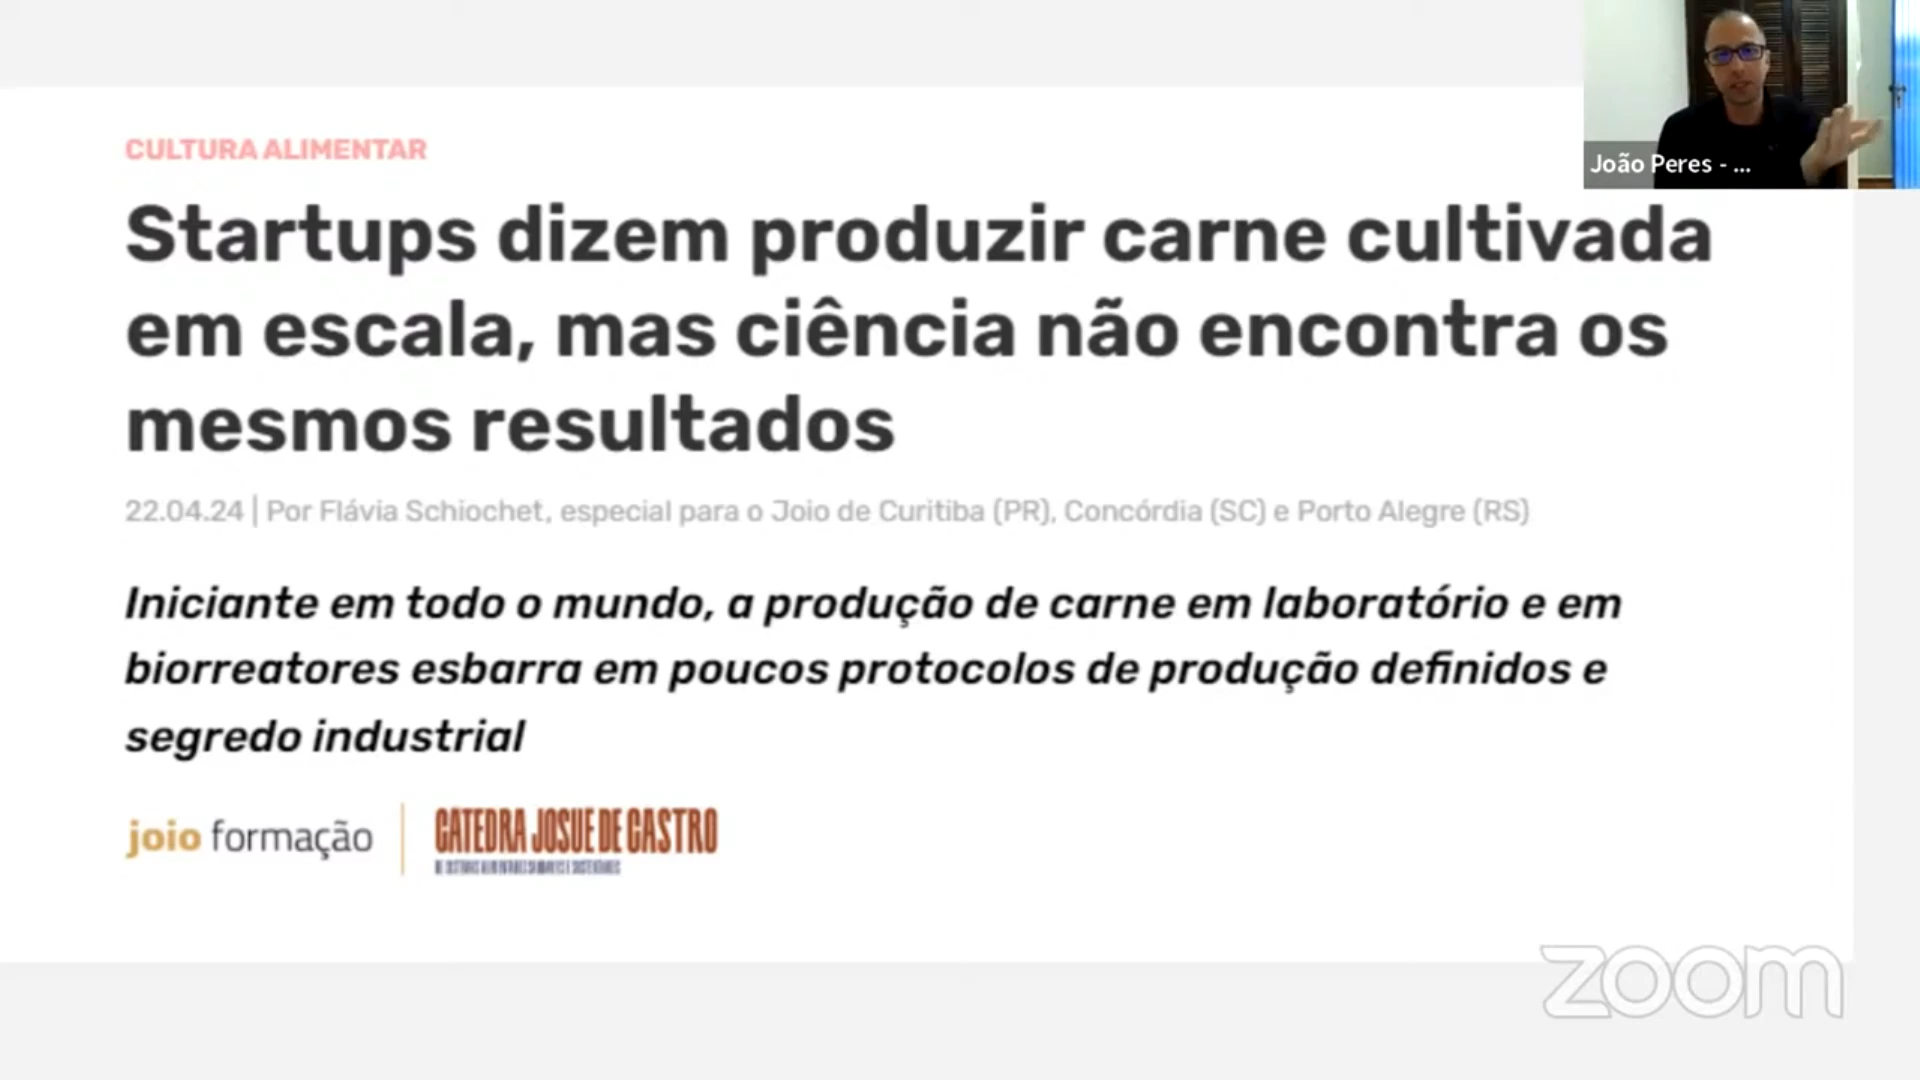 João Peres - ...
CULTURA ALIMENTAR
Startups dizem produzir carne cultivada
em escala, mas ciência não encontra os
mesmos resultados
22.04.24 | Por Flávia Schiochet, especial para o Joio de Curitiba (PR), Concórdia (SC) e Porto Alegre (RS)
Iniciante em todo o mundo, a produção de carne em laboratório e em
biorreatores esbarra em poucos protocolos de produção definidos e
segredo industrial
joio formação
CÁTEDRA JOSUÉ DE CASTRO
zoom